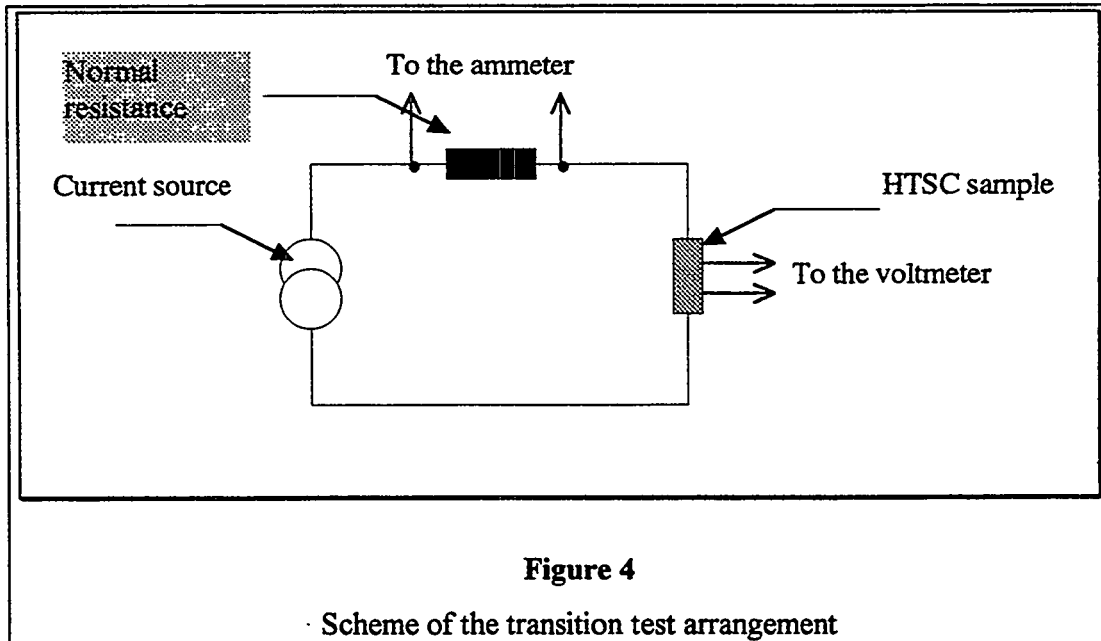 Normal
resistance
To the ammeter
Current source
HTSC sample
To the voltmeter
Figure 4
Scheme of the transition test arrangement